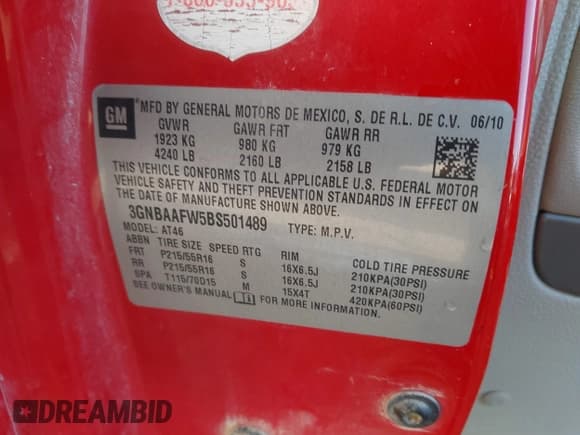 GM
MFD BY GENERAL MOTORS DE MEXICO, S. DE R.L. DE C.V. 06/10
GVWR GAWR FRT GAWR RR
1923 KG 980 KG 979 KG
4240 LB 2160 LB 2158 LB
THIS VEHICLE CONFORMS TO ALL APPLICABLE U.S. FEDERAL MOTOR
VEHICLE SAFETY AND THEFT PREVENTION STANDARDS IN EFFECT ON
THE DATE OF MANUFACTURE SHOWN ABOVE.
3GNBAAFW5BS501489 TYPE: M.P.V.
MODEL: AT46
ABBN TIRE SIZE SPEED RTG RIM COLD TIRE PRESSURE
FRT P215/55R16 S 16X6.5J 210KPA(30PSI)
RR P215/55R16 S 16X6.5J 210KPA(30PSI)
SPA T115/70D15 M 15X4T 420KPA(60PSI)
SEE OWNER'S MANUAL FOR MORE INFORMATION
DREAMBID